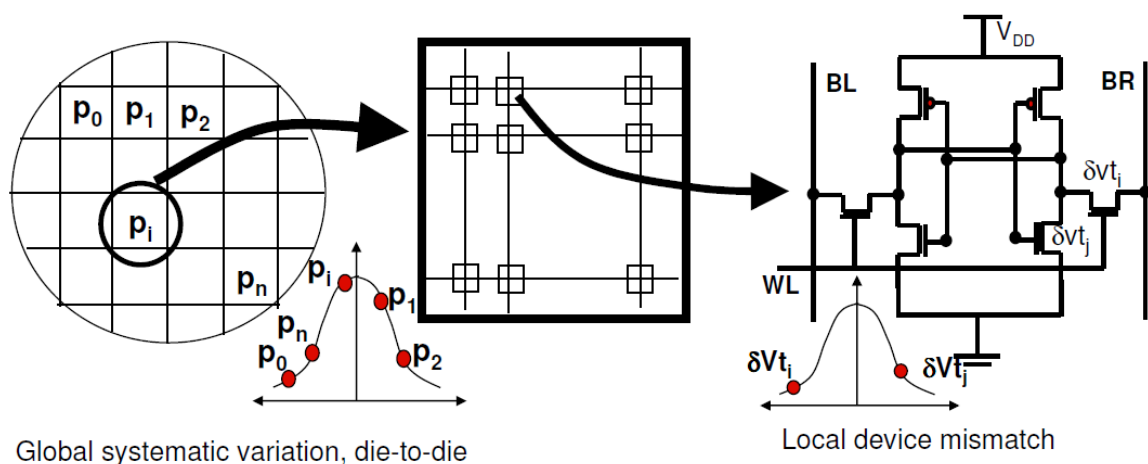 p0 p1 p2
pi
pn
pi
p1
pn
p0
p2
Global systematic variation, die-to-die
VDD
BL
BR
δvti
δvtj
WL
δVti
δVtj
Local device mismatch